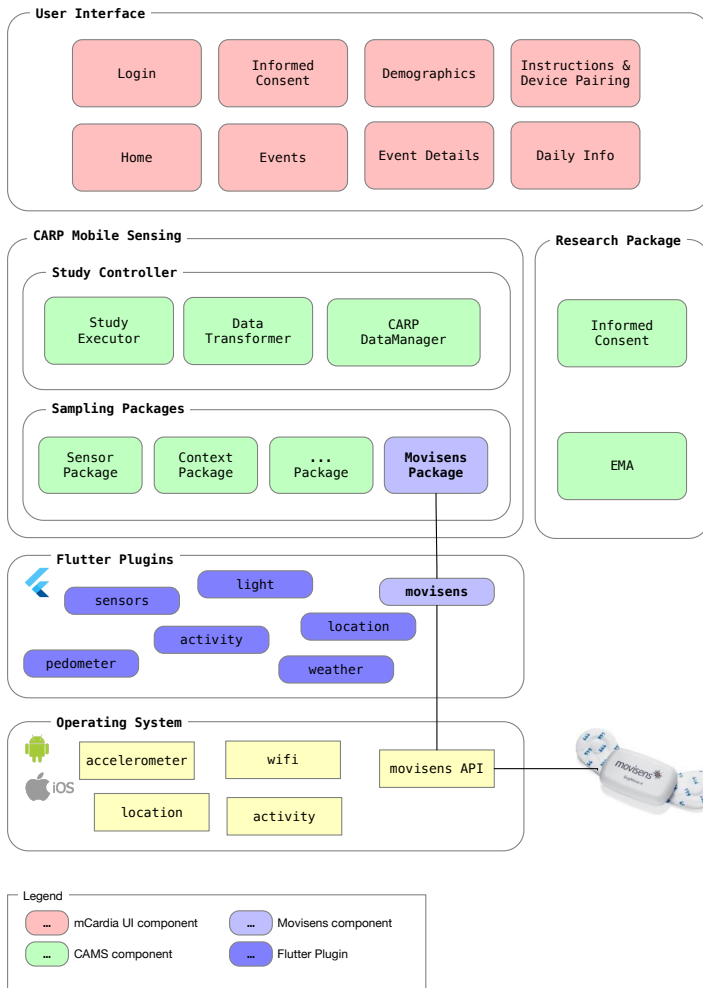 User Interface
Login
Informed
Consent
Demographics
Instructions &
Device Pairing
Home
Events
Event Details
Daily Info
CARP Mobile Sensing
Study Controller
Study
Executor
Data
Transformer
CARP
DataManager
Sampling Packages
Sensor
Package
Context
Package
...
Package
Movisens
Package
Research Package
Informed
Consent
EMA
Flutter Plugins
sensors
light
movisens
activity
location
pedometer
weather
Operating System
iOS
accelerometer
wifi
movisens API
location
activity
movisens
Legend
... mCardia UI component
... Movisens component
... CAMS component
... Flutter Plugin